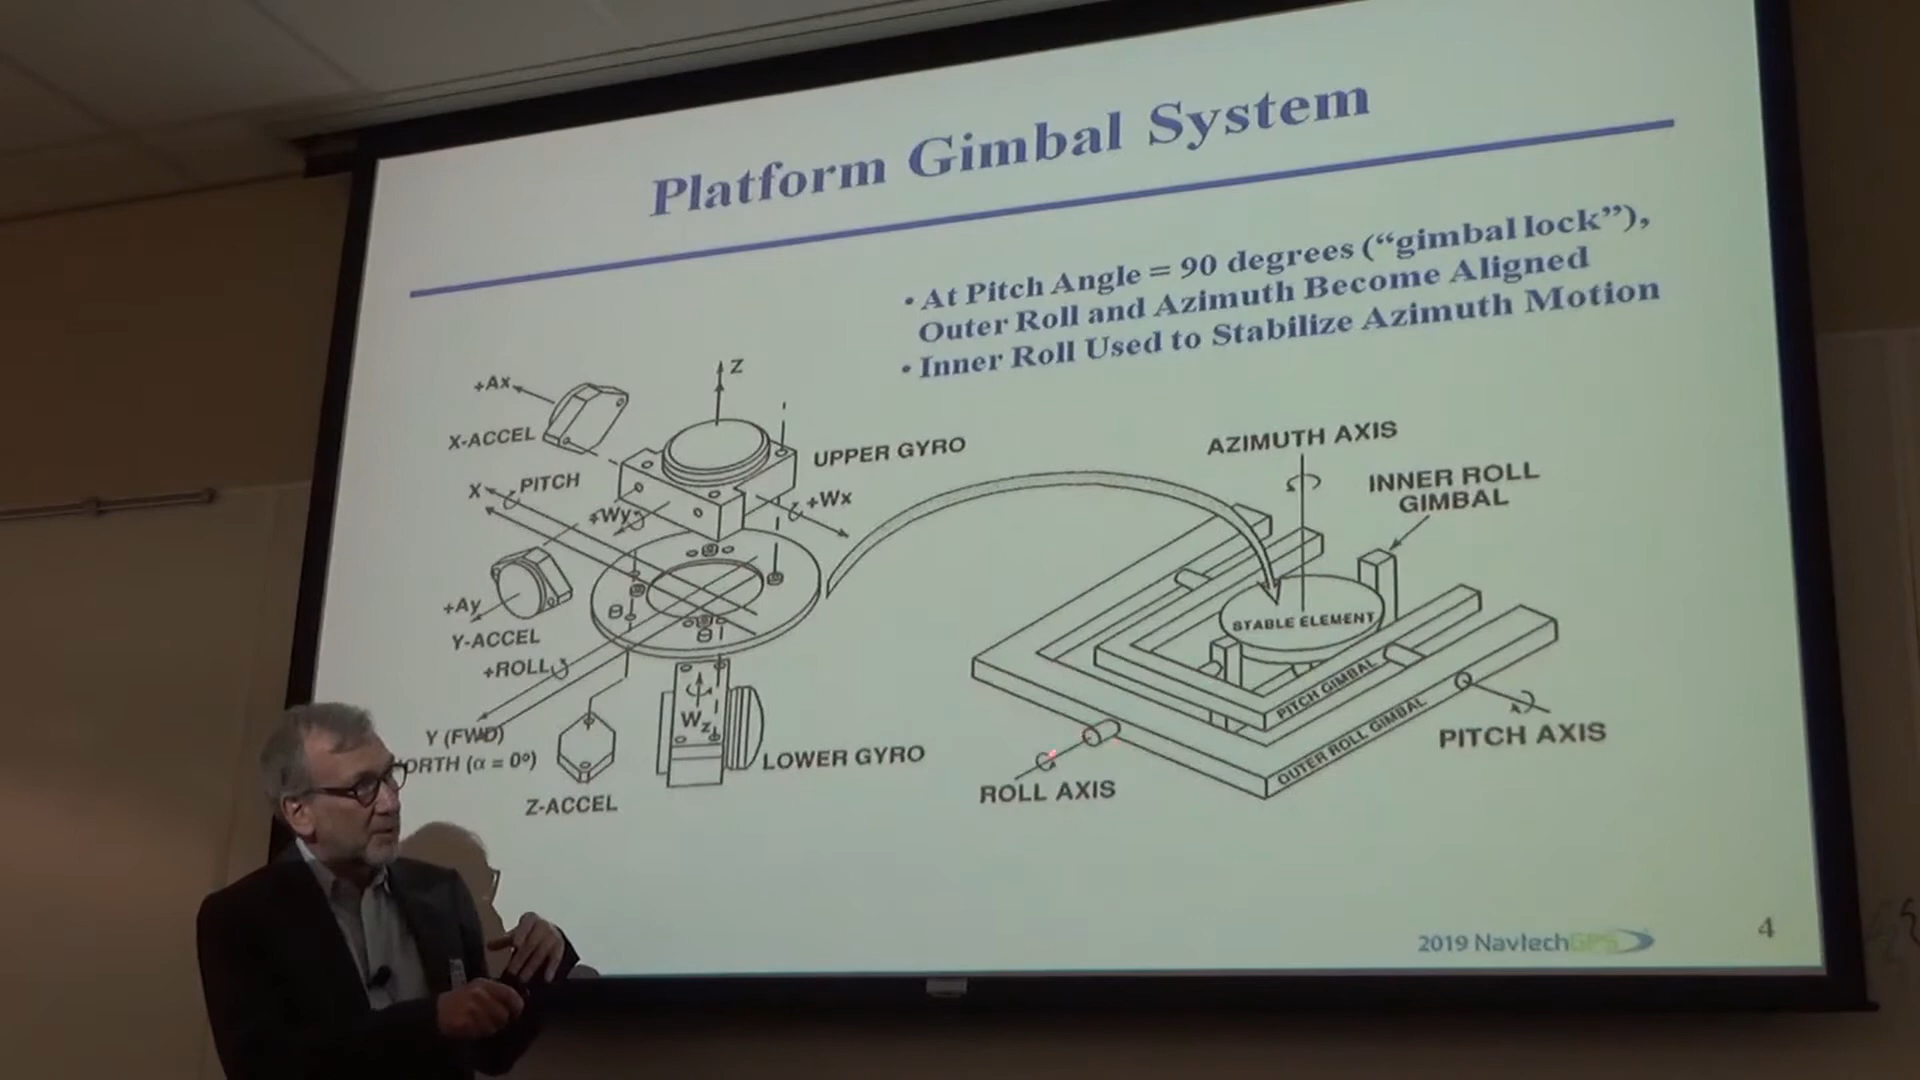 Platform Gimbal System
• At Pitch Angle = 90 degrees (“gimbal lock”),
Outer Roll and Azimuth Become Aligned
• Inner Roll Used to Stabilize Azimuth Motion
+Ax
X-ACCEL
Z
UPPER GYRO
X
PITCH
+Wy
+Wx
+Ay
Y-ACCEL
θ
θ
+ROLL
Y (FWD)
ORTH (α = 0°)
Z-ACCEL
Wz
LOWER GYRO
AZIMUTH AXIS
INNER ROLL
GIMBAL
STABLE ELEMENT
PITCH GIMBAL
OUTER ROLL GIMBAL
PITCH AXIS
ROLL AXIS
2019 NavtechGPS
4